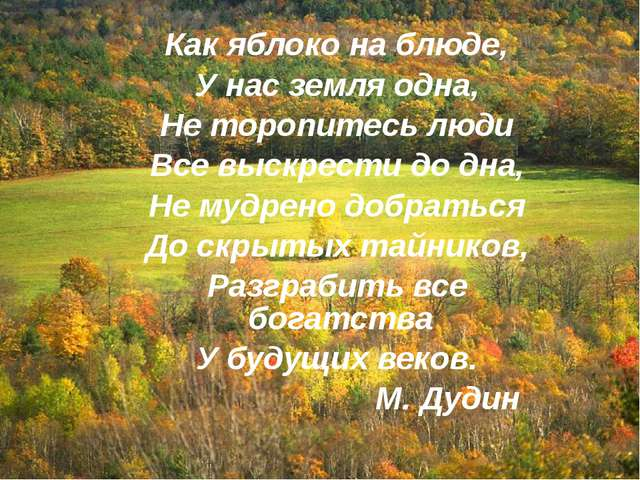 Как яблоко на блюде,
У нас земля одна,
Не торопитесь люди
Все выскрести до дна,
Не мудрено добраться
До скрытых тайников,
Разграбить все
богатства
У будущих веков.
М. Дудин